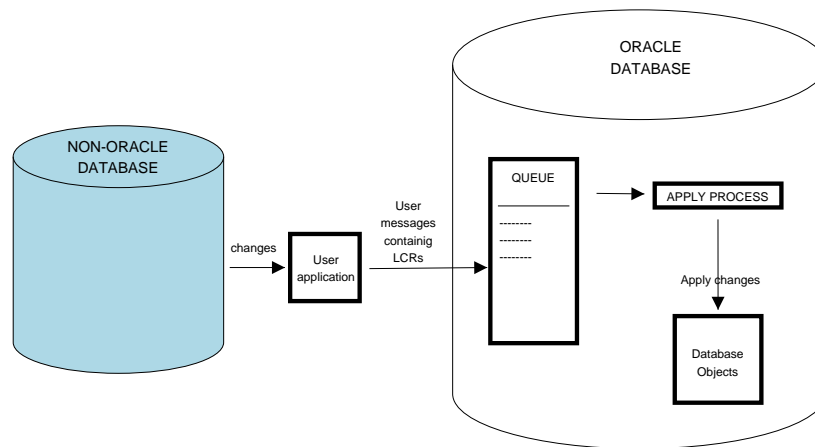 ORACLE
DATABASE
NON-ORACLE
DATABASE
changes
User
application
User
messages
containig
LCRs
QUEUE
--------
--------
--------
APPLY PROCESS
Apply changes
Database
Objects